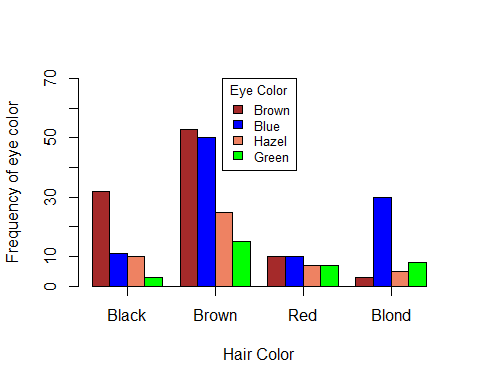 Frequency of eye color
70
50
30
10
0
Eye Color
Brown
Blue
Hazel
Green
Black Brown Red Blond
Hair Color